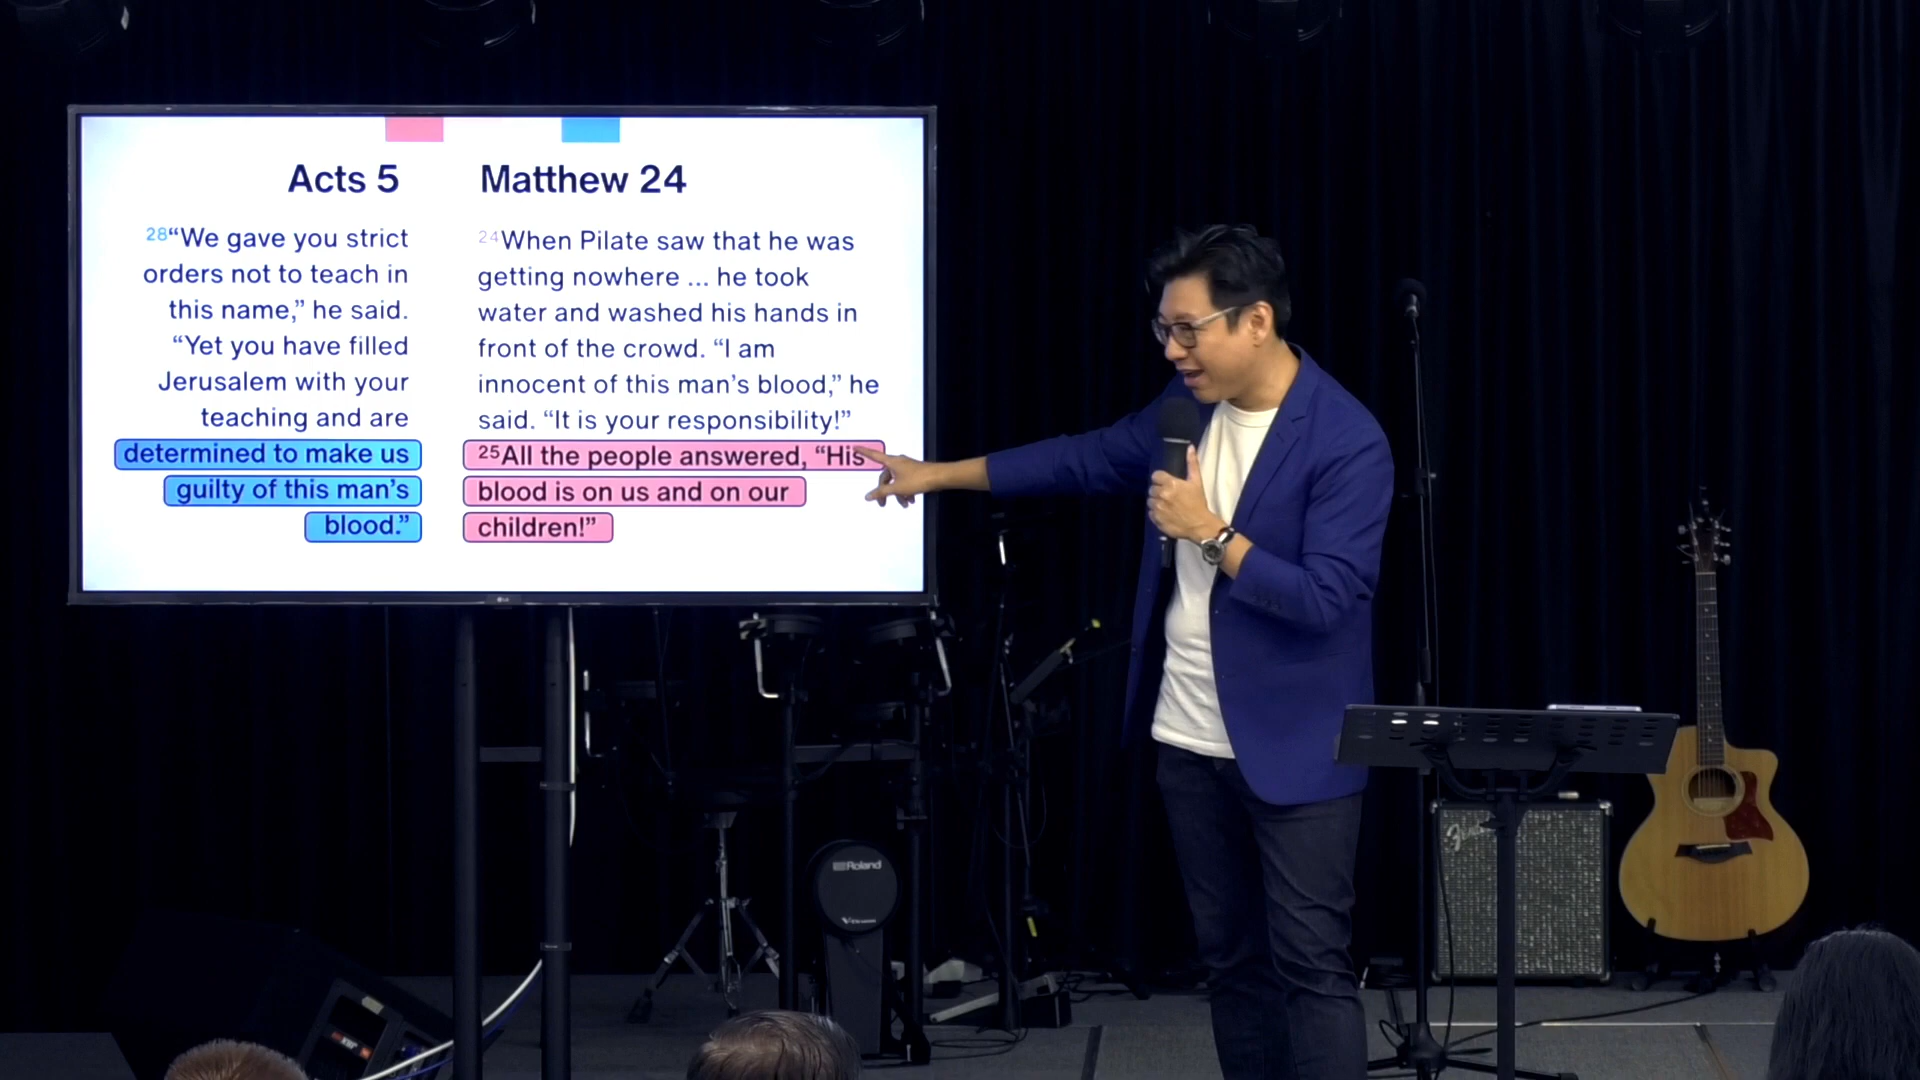 Acts 5
28“We gave you strict
orders not to teach in
this name,” he said.
“Yet you have filled
Jerusalem with your
teaching and are
determined to make us
guilty of this man’s
blood.”
Matthew 24
24When Pilate saw that he was
getting nowhere ... he took
water and washed his hands in
front of the crowd. “I am
innocent of this man’s blood,” he
said. “It is your responsibility!”
25All the people answered, “His
blood is on us and on our
children!”
LG
Roland
Fender